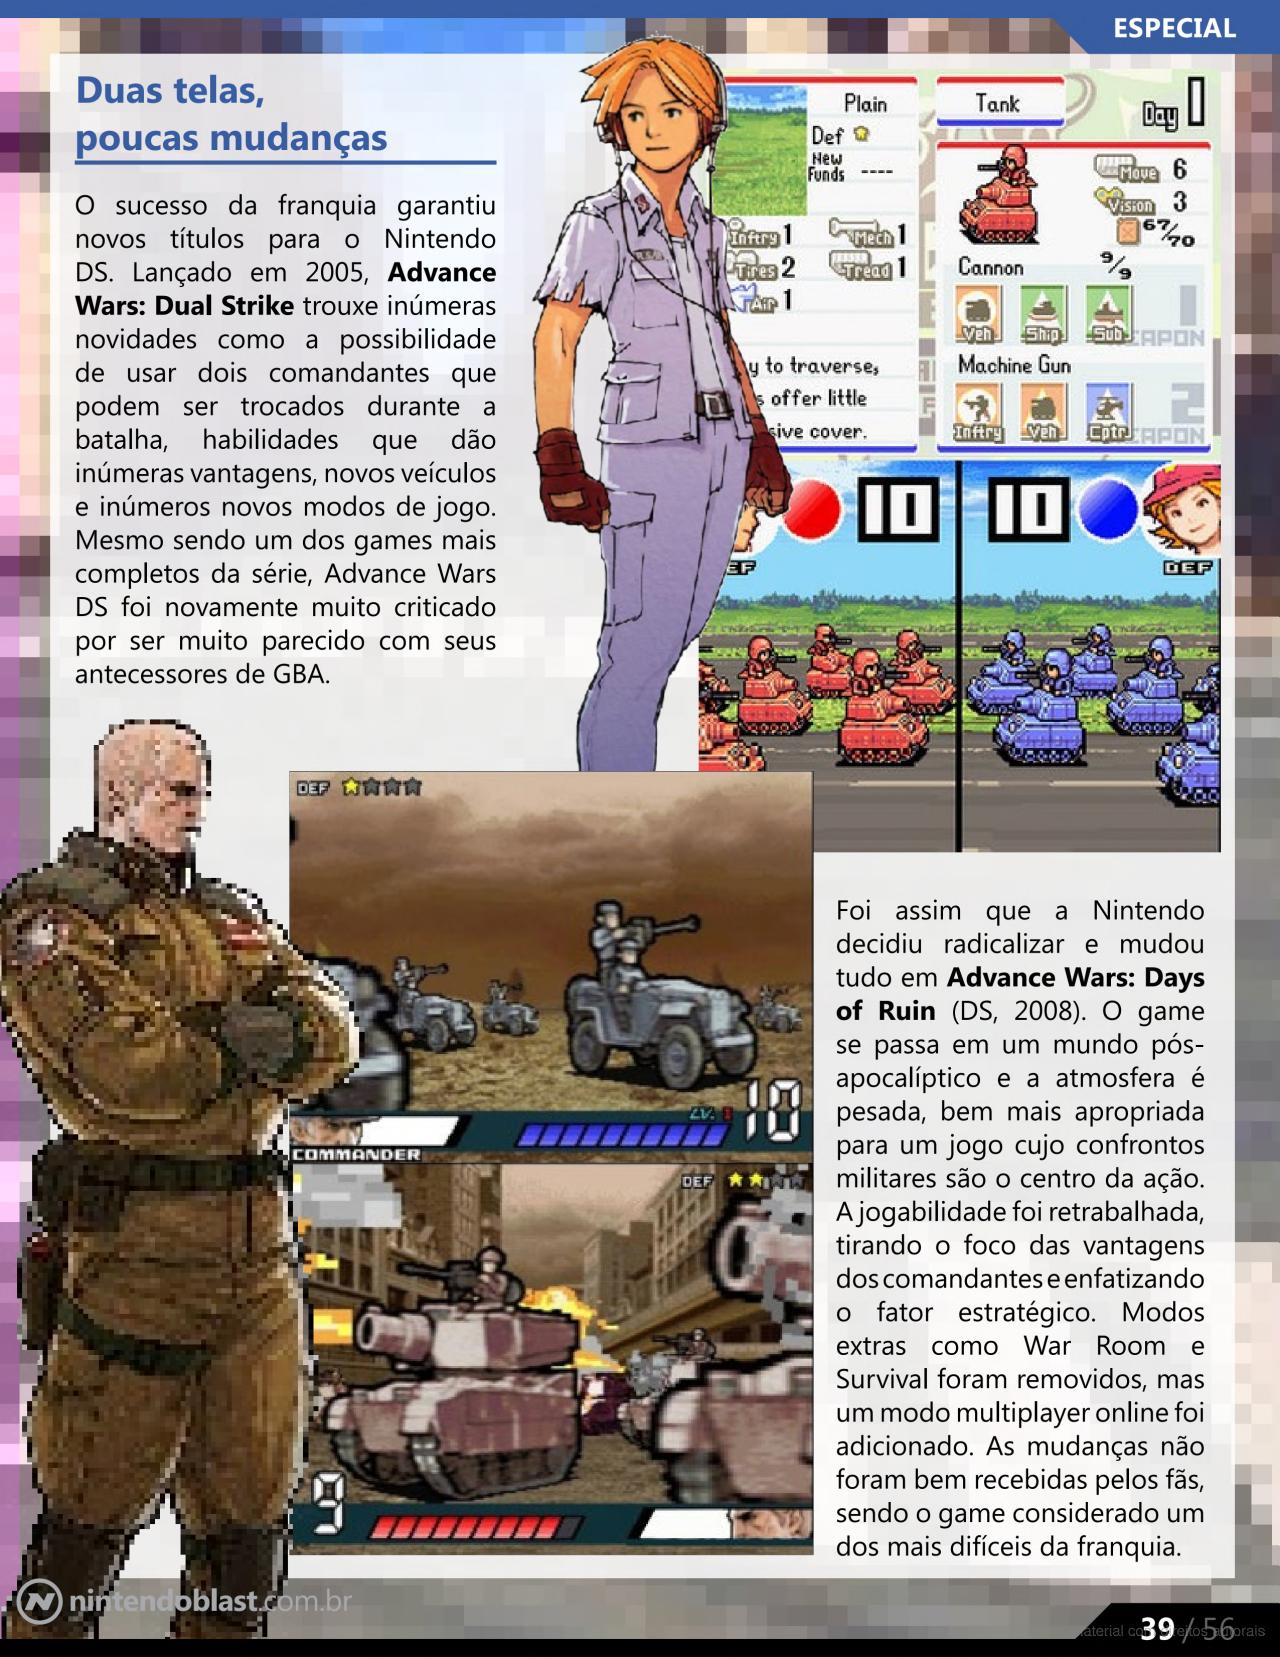 ESPECIAL
Duas telas,
poucas mudanças
O sucesso da franquia garantiu
novos títulos para o Nintendo
DS. Lançado em 2005, Advance
Wars: Dual Strike trouxe inúmeras
novidades como a possibilidade
de usar dois comandantes que
podem ser trocados durante a
batalha, habilidades que dão
inúmeras vantagens, novos veículos
e inúmeros novos modos de jogo.
Mesmo sendo um dos games mais
completos da série, Advance Wars
DS foi novamente muito criticado
por ser muito parecido com seus
antecessores de GBA.
Plain
Def
New
Funds ----
Inftry 1 Mech 1
Tires 2 Tread 1
Air 1
y to traverse,
s offer little
sive cover.
Tank
Day 1
Move 6
Vision 3
67/70
Cannon 9/9
Veh Ship Sub
1
EAPON
Machine Gun
Inftry Veh Cptr
2
EAPON
10 10
EF DEF
DEF
LV. 10
COMMANDER
DEF
9
Foi assim que a Nintendo
decidiu radicalizar e mudou
tudo em Advance Wars: Days
of Ruin (DS, 2008). O game
se passa em um mundo pós-
apocalíptico e a atmosfera é
pesada, bem mais apropriada
para um jogo cujo confrontos
militares são o centro da ação.
A jogabilidade foi retrabalhada,
tirando o foco das vantagens
dos comandantes e enfatizando
o fator estratégico. Modos
extras como War Room e
Survival foram removidos, mas
um modo multiplayer online foi
adicionado. As mudanças não
foram bem recebidas pelos fãs,
sendo o game considerado um
dos mais difíceis da franquia.
nintendoblast.com.br
39 / 56
material com direitos autorais